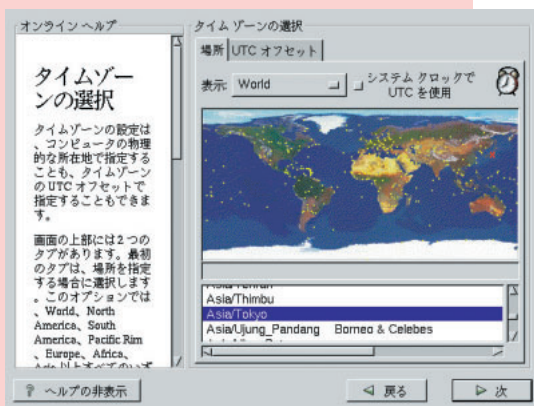 オンライン ヘルプ
タイムゾー
ンの選択
タイムゾーンの設定は
、コンピュータの物理
的な所在地で指定する
ことも、タイムゾーン
のUTC オフセットで
指定することもできま
す。
画面の上部には2つの
タブがあります。最初
のタブは、場所を指定
する場合に選択します
。このオプションでは
、World、North
America、South
America、Pacific Rim
、Europe、Africa、
ヘルプの非表示
タイム ゾーンの選択
場所
UTC オフセット
表示:
World
システム クロックで
UTC を使用
Asia/Thimbu
Asia/Tokyo
Asia/Ujung_Pandang Borneo & Celebes
戻る
次